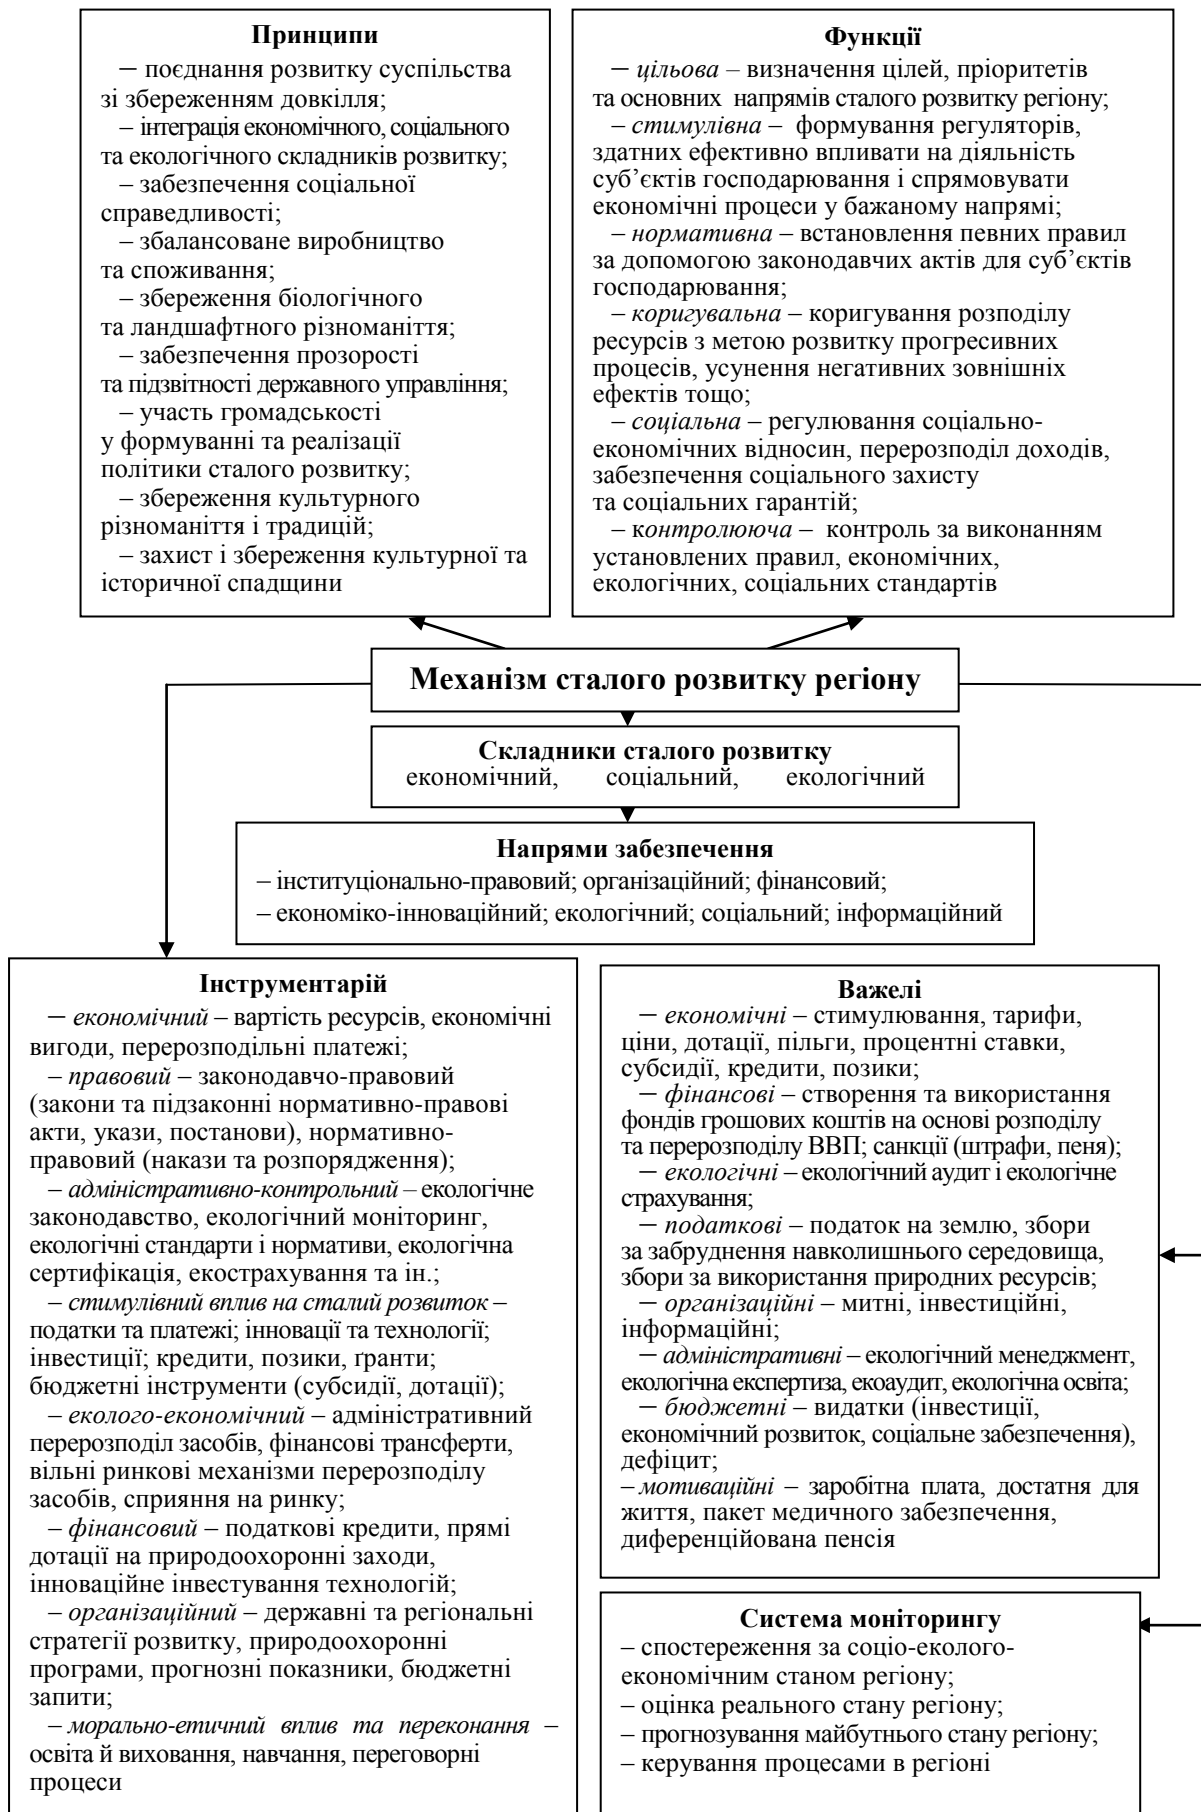 Принципи
— поєднання розвитку суспільства
зі збереженням довкілля;
– інтеграція економічного, соціального
та екологічного складників розвитку;
– забезпечення соціальної
справедливості;
– збалансоване виробництво
та споживання;
– збереження біологічного
та ландшафтного різноманіття;
– забезпечення прозорості
та підзвітності державного управління;
– участь громадськості
у формуванні та реалізації
політики сталого розвитку;
– збереження культурного
різноманіття і традицій;
– захист і збереження культурної та
історичної спадщини
Функції
— цільова – визначення цілей, пріоритетів
та основних напрямів сталого розвитку регіону;
– стимулівна – формування регуляторів,
здатних ефективно впливати на діяльність
суб’єктів господарювання і спрямовувати
економічні процеси у бажаному напрямі;
– нормативна – встановлення певних правил
за допомогою законодавчих актів для суб’єктів
господарювання;
– коригувальна – коригування розподілу
ресурсів з метою розвитку прогресивних
процесів, усунення негативних зовнішніх
ефектів тощо;
– соціальна – регулювання соціально-
економічних відносин, перерозподіл доходів,
забезпечення соціального захисту
та соціальних гарантій;
– контролююча – контроль за виконанням
установлених правил, економічних,
екологічних, соціальних стандартів
Механізм сталого розвитку регіону
Складники сталого розвитку
економічний, соціальний, екологічний
Напрями забезпечення
– інституціонально-правовий; організаційний; фінансовий;
– економіко-інноваційний; екологічний; соціальний; інформаційний
Інструментарій
— економічний – вартість ресурсів, економічні
вигоди, перерозподільні платежі;
– правовий – законодавчо-правовий
(закони та підзаконні нормативно-правові
акти, укази, постанови), нормативно-
правовий (накази та розпорядження);
– адміністративно-контрольний – екологічне
законодавство, екологічний моніторинг,
екологічні стандарти і нормативи, екологічна
сертифікація, екострахування та ін.;
– стимулівний вплив на сталий розвиток –
податки та платежі; інновації та технології;
інвестиції; кредити, позики, ґранти;
бюджетні інструменти (субсидії, дотації);
– еколого-економічний – адміністративний
перерозподіл засобів, фінансові трансферти,
вільні ринкові механізми перерозподілу
засобів, сприяння на ринку;
– фінансовий – податкові кредити, прямі
дотації на природоохоронні заходи,
інноваційне інвестування технологій;
– організаційний – державні та регіональні
стратегії розвитку, природоохоронні
програми, прогнозні показники, бюджетні
запити;
– морально-етичний вплив та переконання –
освіта й виховання, навчання, переговорні
процеси
Важелі
— економічні – стимулювання, тарифи,
ціни, дотації, пільги, процентні ставки,
субсидії, кредити, позики;
— фінансові – створення та використання
фондів грошових коштів на основі розподілу
та перерозподілу ВВП; санкції (штрафи, пеня);
— екологічні – екологічний аудит і екологічне
страхування;
— податкові – податок на землю, збори
за забруднення навколишнього середовища,
збори за використання природних ресурсів;
— організаційні – митні, інвестиційні,
інформаційні;
— адміністративні – екологічний менеджмент,
екологічна експертиза, екоаудит, екологічна освіта;
— бюджетні – видатки (інвестиції,
економічний розвиток, соціальне забезпечення),
дефіцит;
– мотиваційні – заробітна плата, достатня для
життя, пакет медичного забезпечення,
диференційована пенсія
Система моніторингу
– спостереження за соціо-еколого-
економічним станом регіону;
– оцінка реального стану регіону;
– прогнозування майбутнього стану регіону;
– керування процесами в регіоні